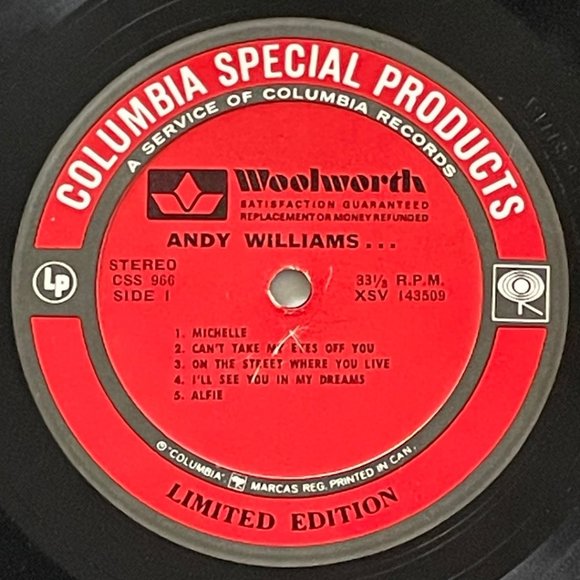 COLUMBIA SPECIAL PRODUCTS
A SERVICE OF COLUMBIA RECORDS
Woolworth
SATISFACTION GUARANTEED
REPLACEMENT OR MONEY REFUNDED
ANDY WILLIAMS...
STEREO
CSS 966
SIDE 1
33⅓ R.P.M.
XSV 143509
Lp
1. MICHELLE
2. CAN'T TAKE MY EYES OFF YOU
3. ON THE STREET WHERE YOU LIVE
4. I'LL SEE YOU IN MY DREAMS
5. ALFIE
® "COLUMBIA" MARCAS REG. PRINTED IN CAN.
LIMITED EDITION